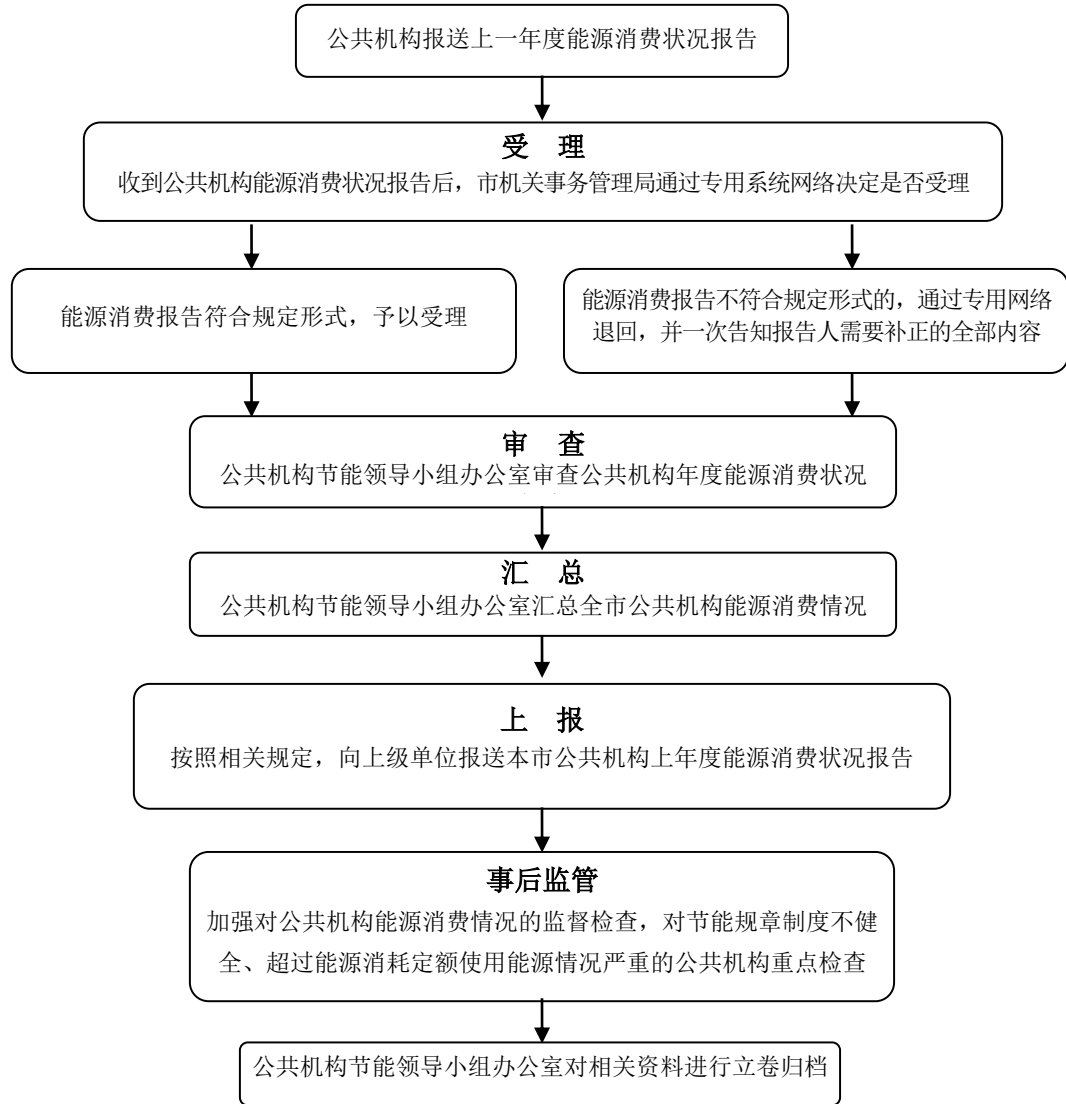 公共机构报送上一年度能源消费状况报告
受 理
收到公共机构能源消费状况报告后，市机关事务管理局通过专用系统网络决定是否受理
能源消费报告符合规定形式，予以受理
能源消费报告不符合规定形式的，通过专用网络
退回，并一次告知报告人需要补正的全部内容
审 查
公共机构节能领导小组办公室审查公共机构年度能源消费状况
汇 总
公共机构节能领导小组办公室汇总全市公共机构能源消费情况
上 报
按照相关规定，向上级单位报送本市公共机构上年度能源消费状况报告
事后监管
加强对公共机构能源消费情况的监督检查，对节能规章制度不健
全、超过能源消耗定额使用能源情况严重的公共机构重点检查
公共机构节能领导小组办公室对相关资料进行立卷归档